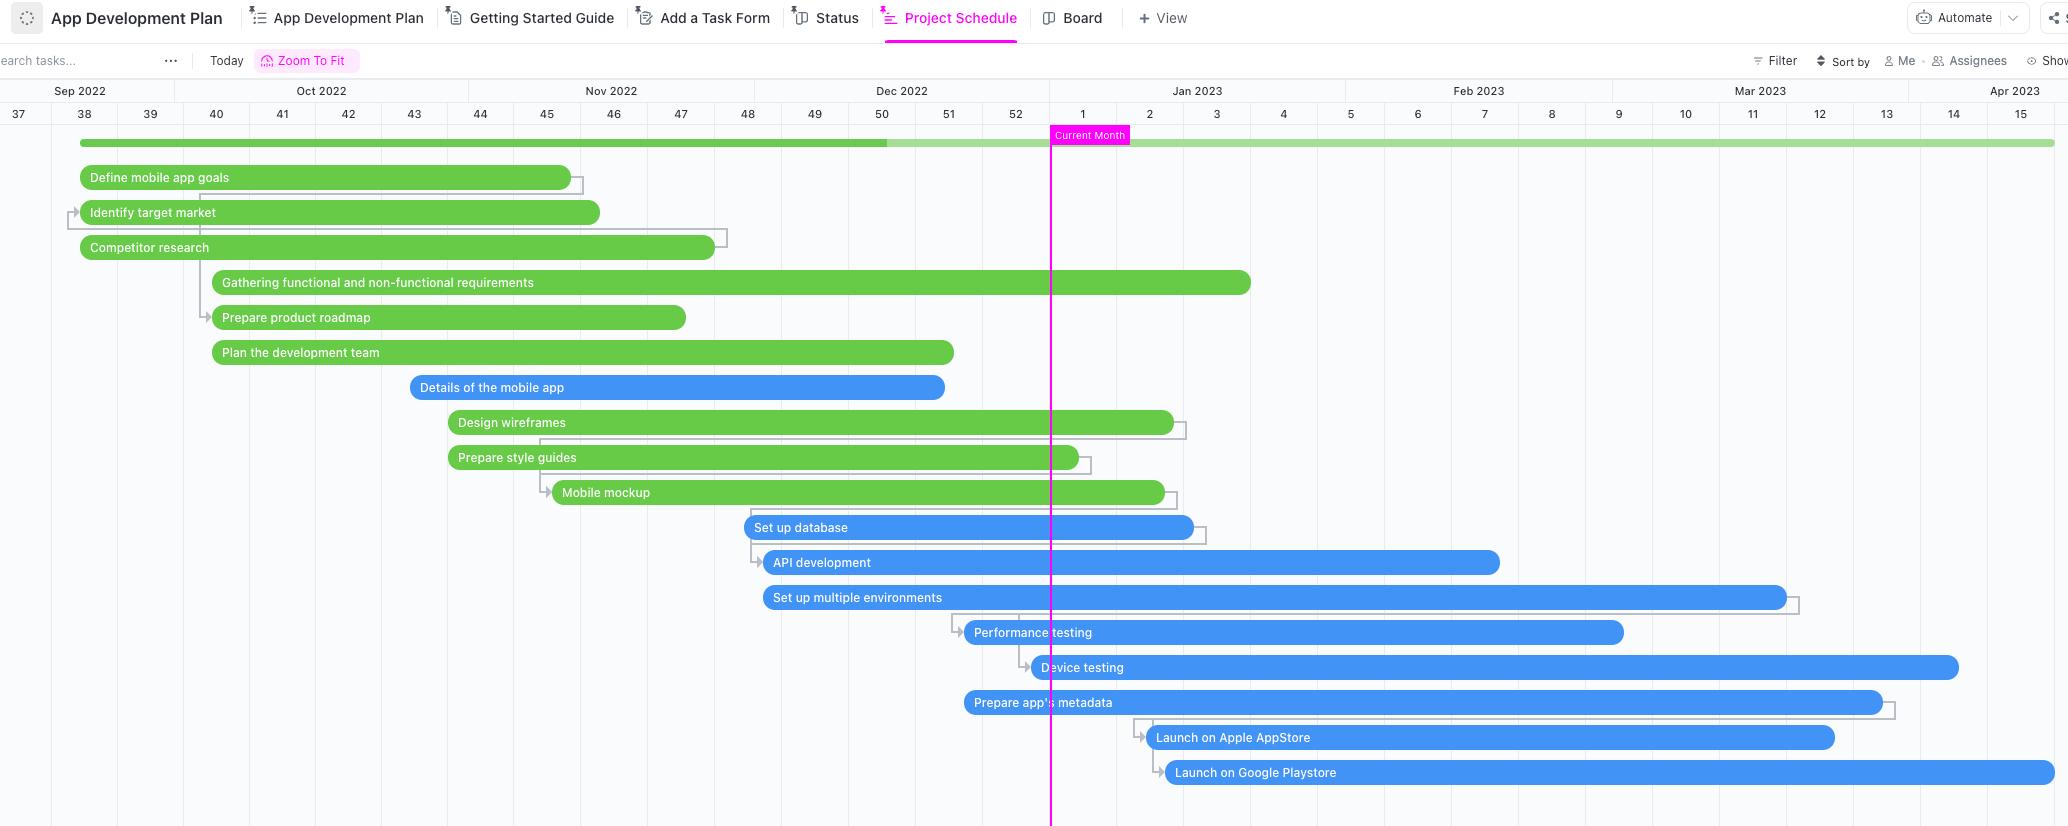 App Development Plan App Development Plan Getting Started Guide Add a Task Form Status Project Schedule Board + View Automate
earch tasks... ... Today Zoom To Fit Filter Sort by Me Assignees Show
Sep 2022 Oct 2022 Nov 2022 Dec 2022 Jan 2023 Feb 2023 Mar 2023 Apr 2023
37 38 39 40 41 42 43 44 45 46 47 48 49 50 51 52 1 2 3 4 5 6 7 8 9 10 11 12 13 14 15
Current Month
Define mobile app goals
Identify target market
Competitor research
Gathering functional and non-functional requirements
Prepare product roadmap
Plan the development team
Details of the mobile app
Design wireframes
Prepare style guides
Mobile mockup
Set up database
API development
Set up multiple environments
Performance testing
Device testing
Prepare app's metadata
Launch on Apple AppStore
Launch on Google Playstore